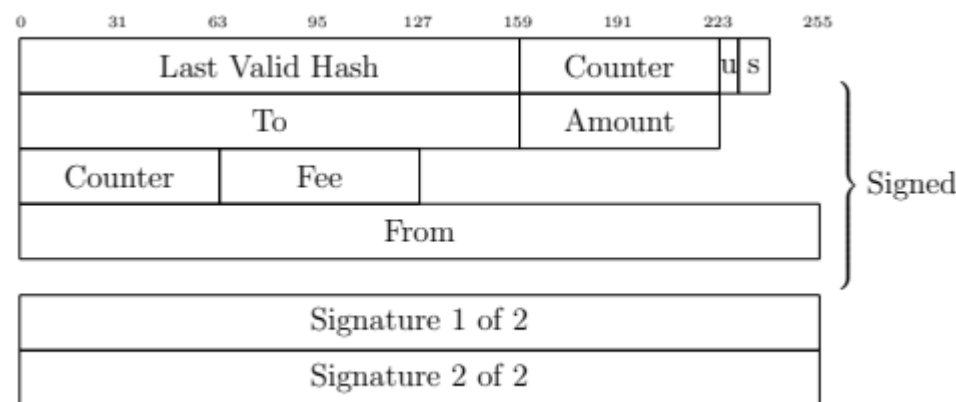 0 31 63 95 127 159 191 223 255
Last Valid Hash Counter u s
To Amount
Counter Fee
Signed
From
Signature 1 of 2
Signature 2 of 2